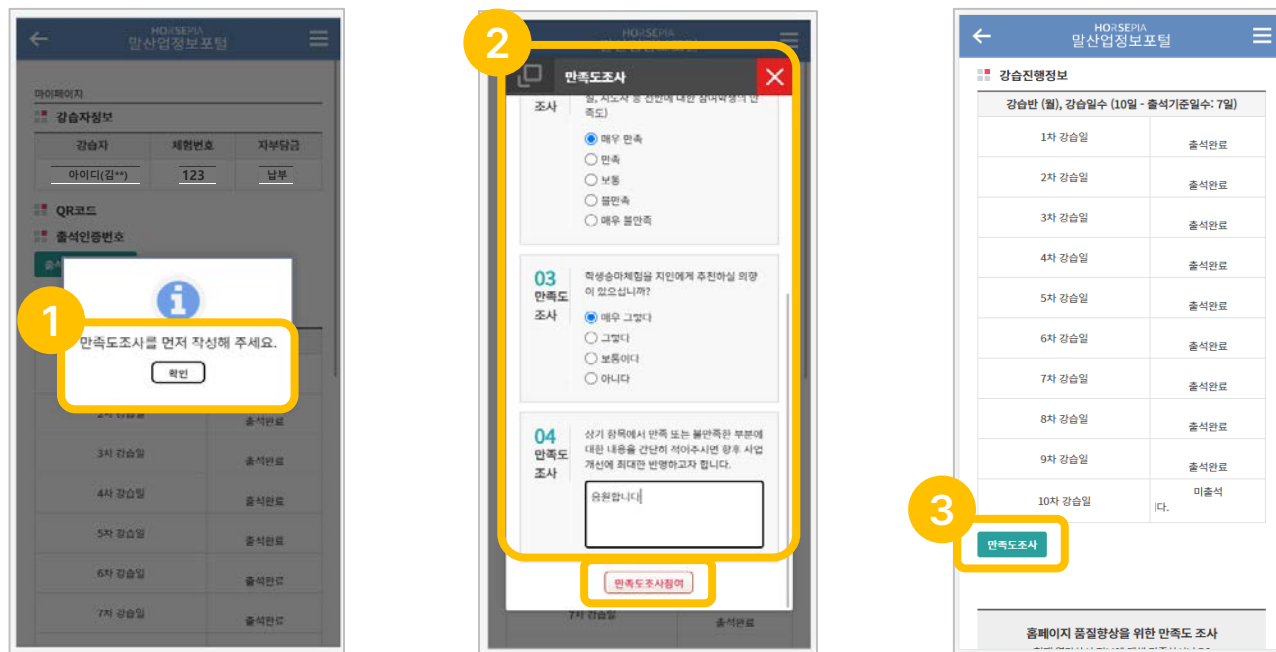 HORSEPIA
말산업정보포털
마이페이지
강습자정보
강습자 체험번호 자부담금
아이디(김**) 123 납부
QR코드
출석인증번호
1
만족도조사를 먼저 작성해 주세요.
확인
2차 강습일 출석완료
3차 강습일 출석완료
4차 강습일 출석완료
5차 강습일 출석완료
6차 강습일 출석완료
7차 강습일 출석완료
2
HORSEPIA
만족도조사
조사
족도)
매우 만족
만족
보통
불만족
매우 불만족
03 만족도 조사
학생승마체험을 지인에게 추천하실 의향
이 있으십니까?
매우 그렇다
그렇다
보통이다
아니다
04 만족도 조사
상기 항목에서 만족 또는 불만족한 부분에
대한 내용을 간단히 적어주시면 향후 사업
개선에 최대한 반영하고자 합니다.
응원합니다
만족도조사참여
7차 강습일 출석완료
HORSEPIA
말산업정보포털
강습진행정보
강습반 (월), 강습일수 (10일 - 출석기준일수: 7일)
1차 강습일 출석완료
2차 강습일 출석완료
3차 강습일 출석완료
4차 강습일 출석완료
5차 강습일 출석완료
6차 강습일 출석완료
7차 강습일 출석완료
8차 강습일 출석완료
9차 강습일 출석완료
10차 강습일 미출석
다.
3
만족도조사
홈페이지 품질향상을 위한 만족도 조사